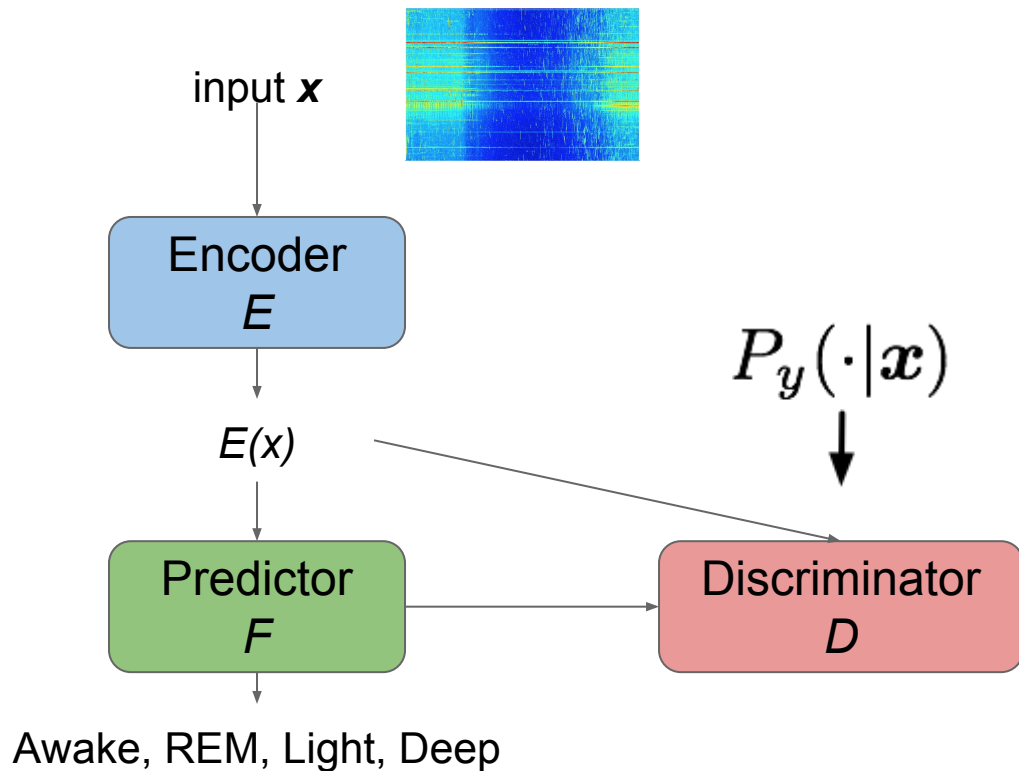 input x
Encoder
E
P_y(·|x)
E(x)
Predictor
F
Discriminator
D
Awake, REM, Light, Deep